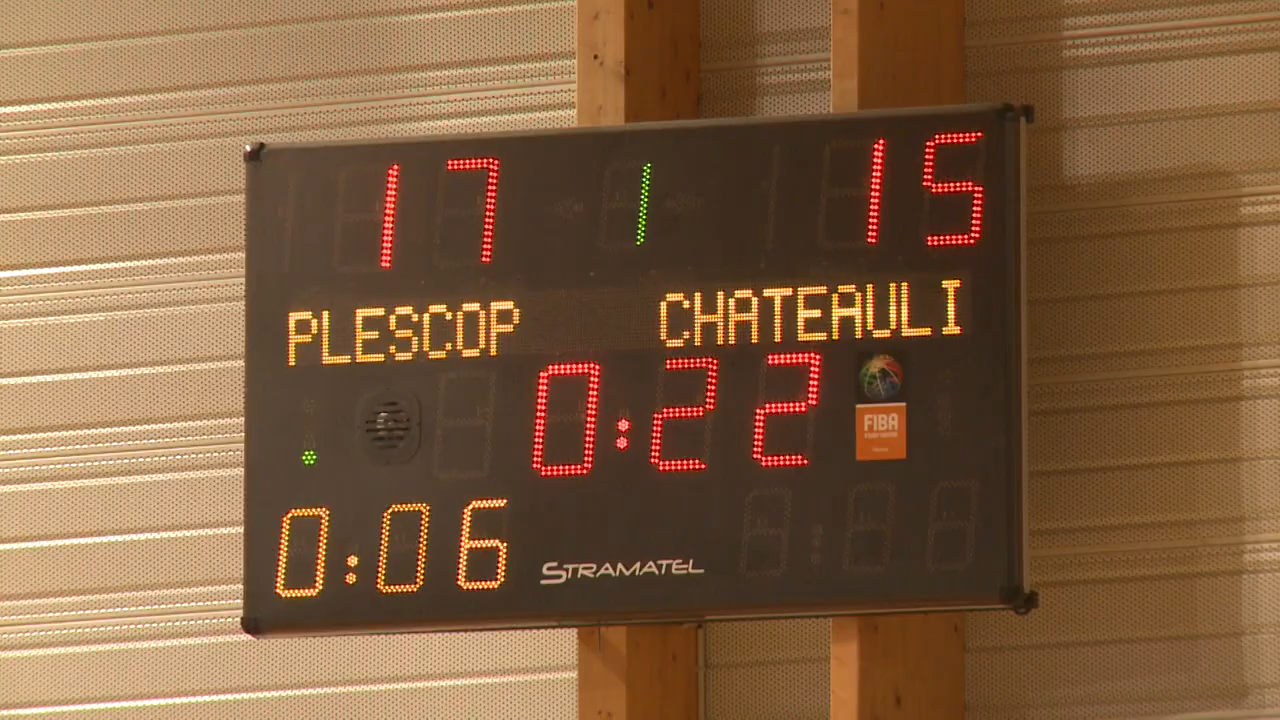 17 1 15
PLESCOP CHATEAULI
0:22
FIBA
0:06
STRAMATEL